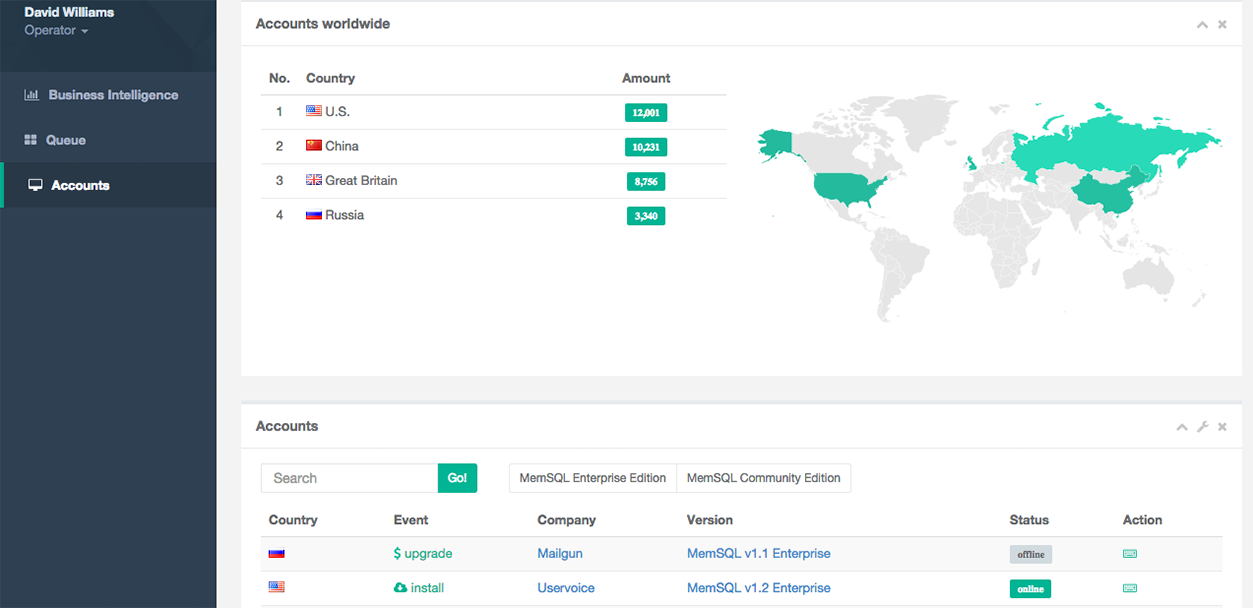 David Williams
Operator
Business Intelligence
Queue
Accounts
Accounts worldwide
No. Country Amount
1 U.S. 12,001
2 China 10,231
3 Great Britain 8,756
4 Russia 3,340
Accounts
Search Go! MemSQL Enterprise Edition MemSQL Community Edition
Country Event Company Version Status Action
$ upgrade Mailgun MemSQL v1.1 Enterprise offline
install Uservoice MemSQL v1.2 Enterprise online